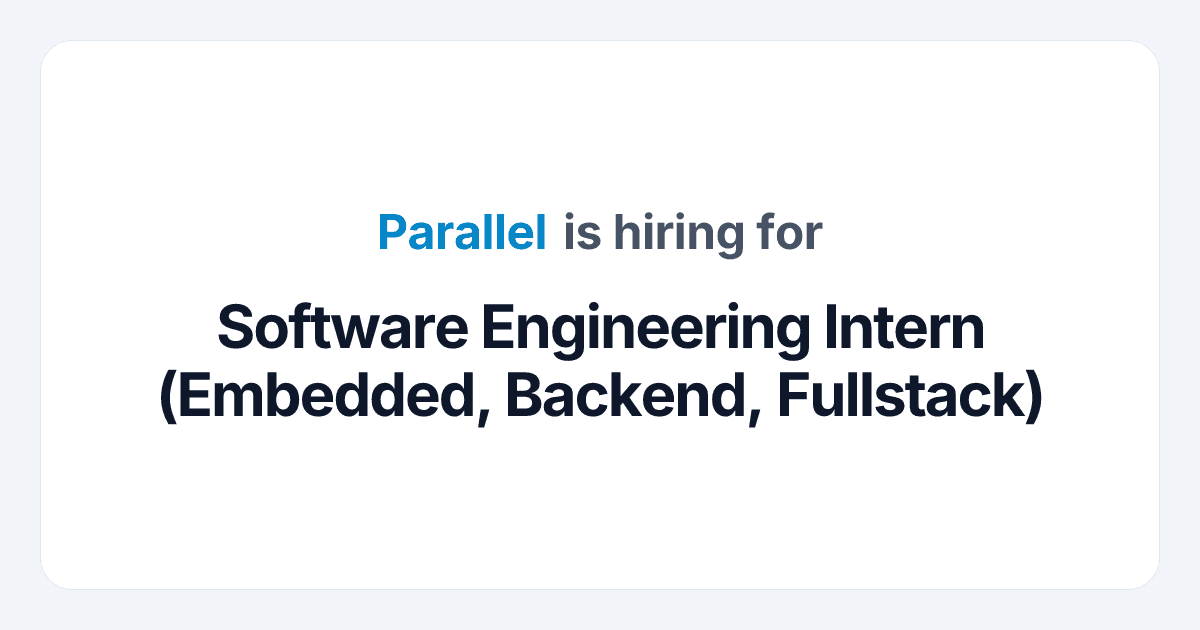 Parallel is hiring for
Software Engineering Intern
(Embedded, Backend, Fullstack)